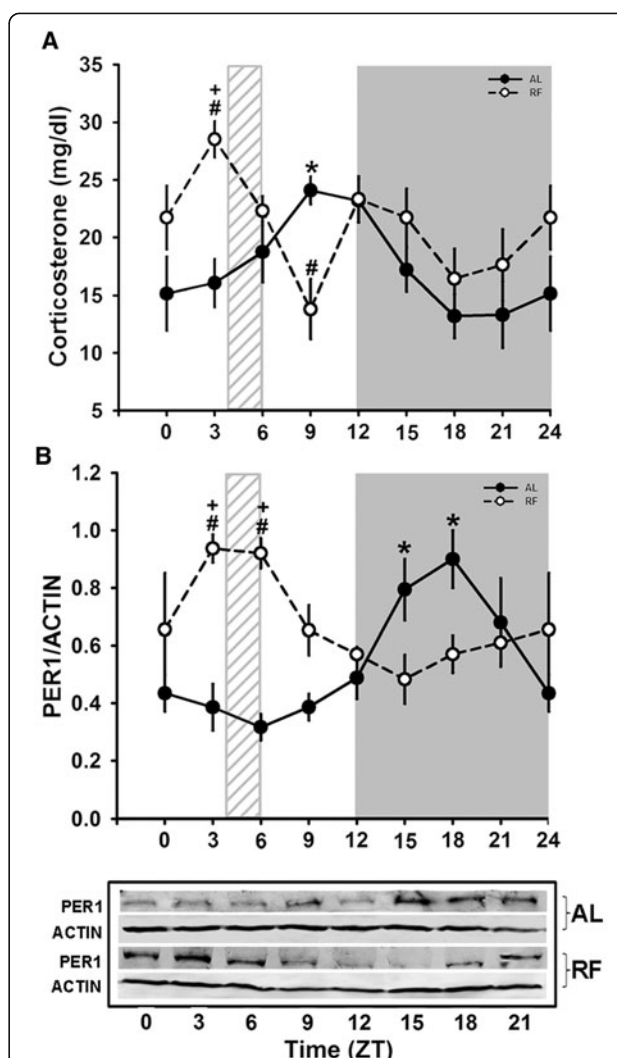 A
Corticosterone (mg/dl)
35
30
25
20
15
10
5
+
#
*
#
AL
RF
0 3 6 9 12 15 18 21 24
B
PER1/ACTIN
1.2
1.0
0.8
0.6
0.4
0.2
0.0
+ +
# #
* *
AL
RF
0 3 6 9 12 15 18 21 24
PER1
ACTIN
AL
PER1
ACTIN
RF
0 3 6 9 12 15 18 21
Time (ZT)